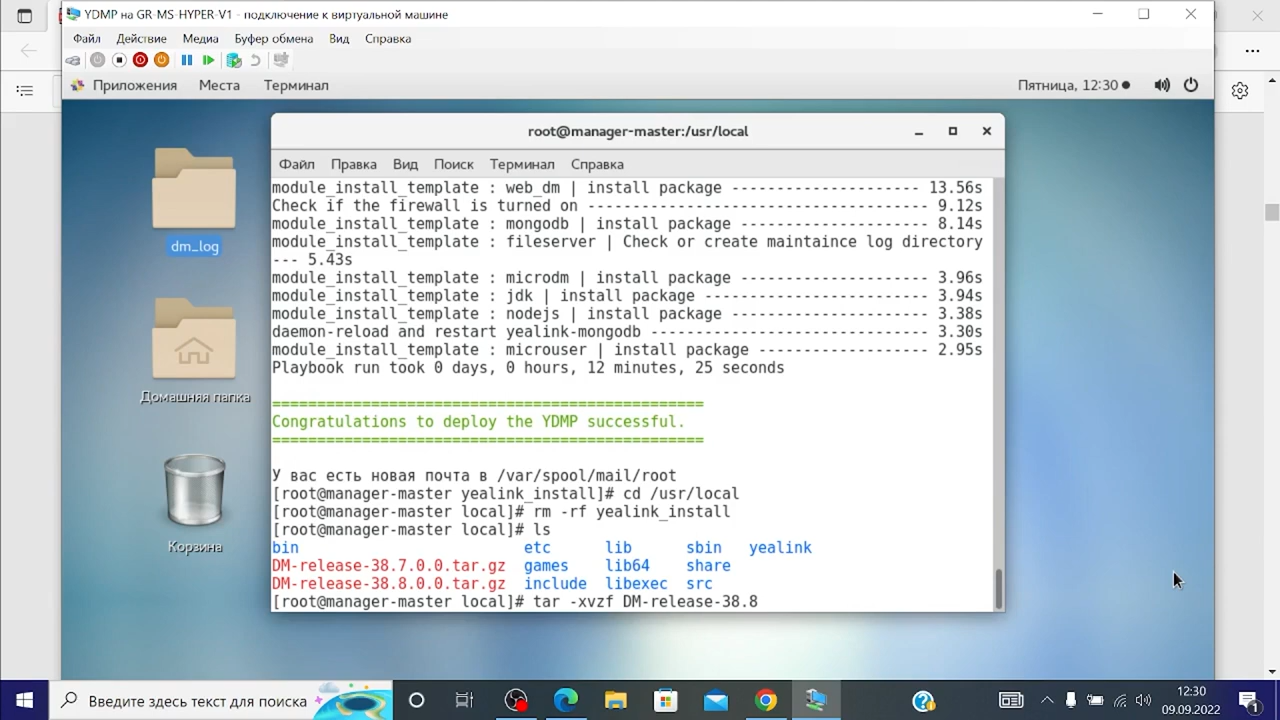 YDMP на GR-MS-HYPER-V1 - подключение к виртуальной машине
Файл Действие Медиа Буфер обмена Вид Справка
Приложения Места Терминал Пятница, 12:30
root@manager-master:/usr/local
Файл Правка Вид Поиск Терминал Справка
module_install_template : web_dm | install package --------------------- 13.56s
Check if the firewall is turned on -------------------------------------- 9.12s
module_install_template : mongodb | install package --------------------- 8.14s
module_install_template : fileserver | Check or create maintaince log directory
--- 5.43s
module_install_template : microdm | install package --------------------- 3.96s
module_install_template : jdk | install package ------------------------- 3.94s
module_install_template : nodejs | install package ---------------------- 3.38s
daemon-reload and restart yealink-mongodb ------------------------------- 3.30s
module_install_template : microuser | install package ------------------- 2.95s
Playbook run took 0 days, 0 hours, 12 minutes, 25 seconds
================================================
Congratulations to deploy the YDMP successful.
================================================
У вас есть новая почта в /var/spool/mail/root
[root@manager-master yealink_install]# cd /usr/local
[root@manager-master local]# rm -rf yealink_install
[root@manager-master local]# ls
bin etc lib sbin yealink
DM-release-38.7.0.0.tar.gz games lib64 share
DM-release-38.8.0.0.tar.gz include libexec src
[root@manager-master local]# tar -xvzf DM-release-38.8
dm_log
Домашняя папка
Корзина
Введите здесь текст для поиска
12:30
09.09.2022
1